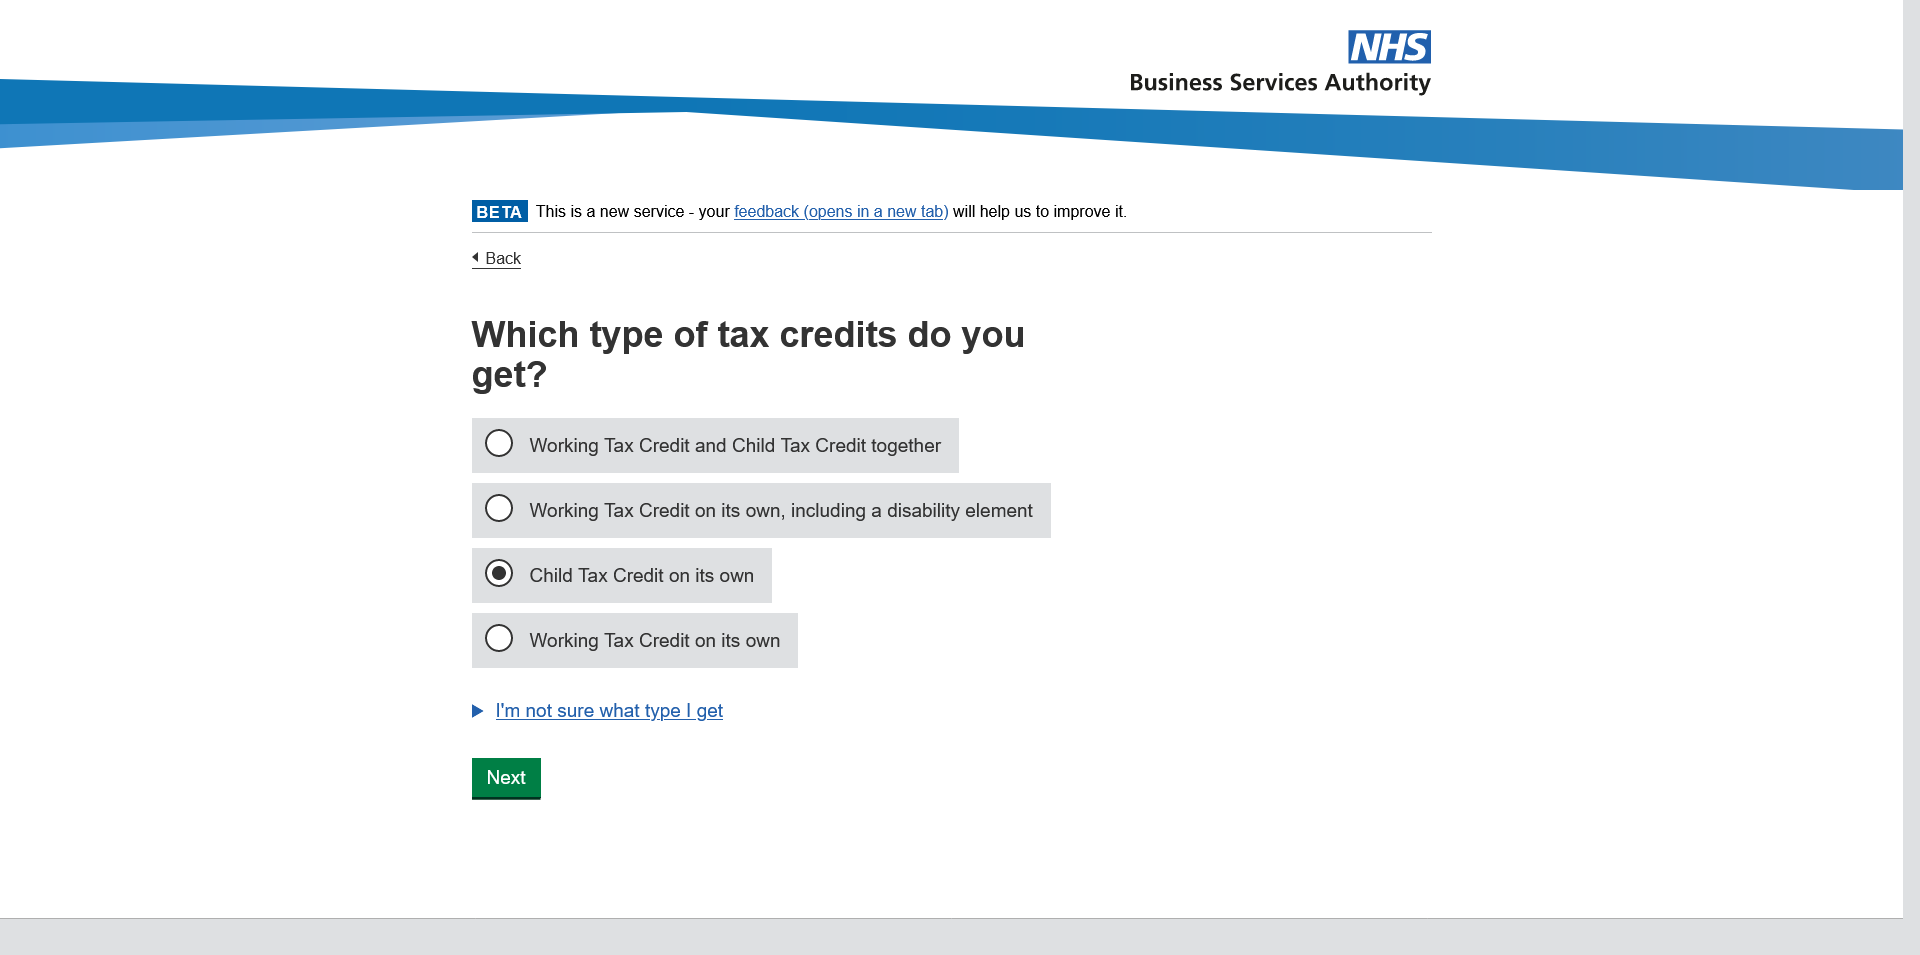 NHS
Business Services Authority
BETA This is a new service - your feedback (opens in a new tab) will help us to improve it.
Back
Which type of tax credits do you
get?
Working Tax Credit and Child Tax Credit together
Working Tax Credit on its own, including a disability element
Child Tax Credit on its own
Working Tax Credit on its own
I'm not sure what type I get
Next